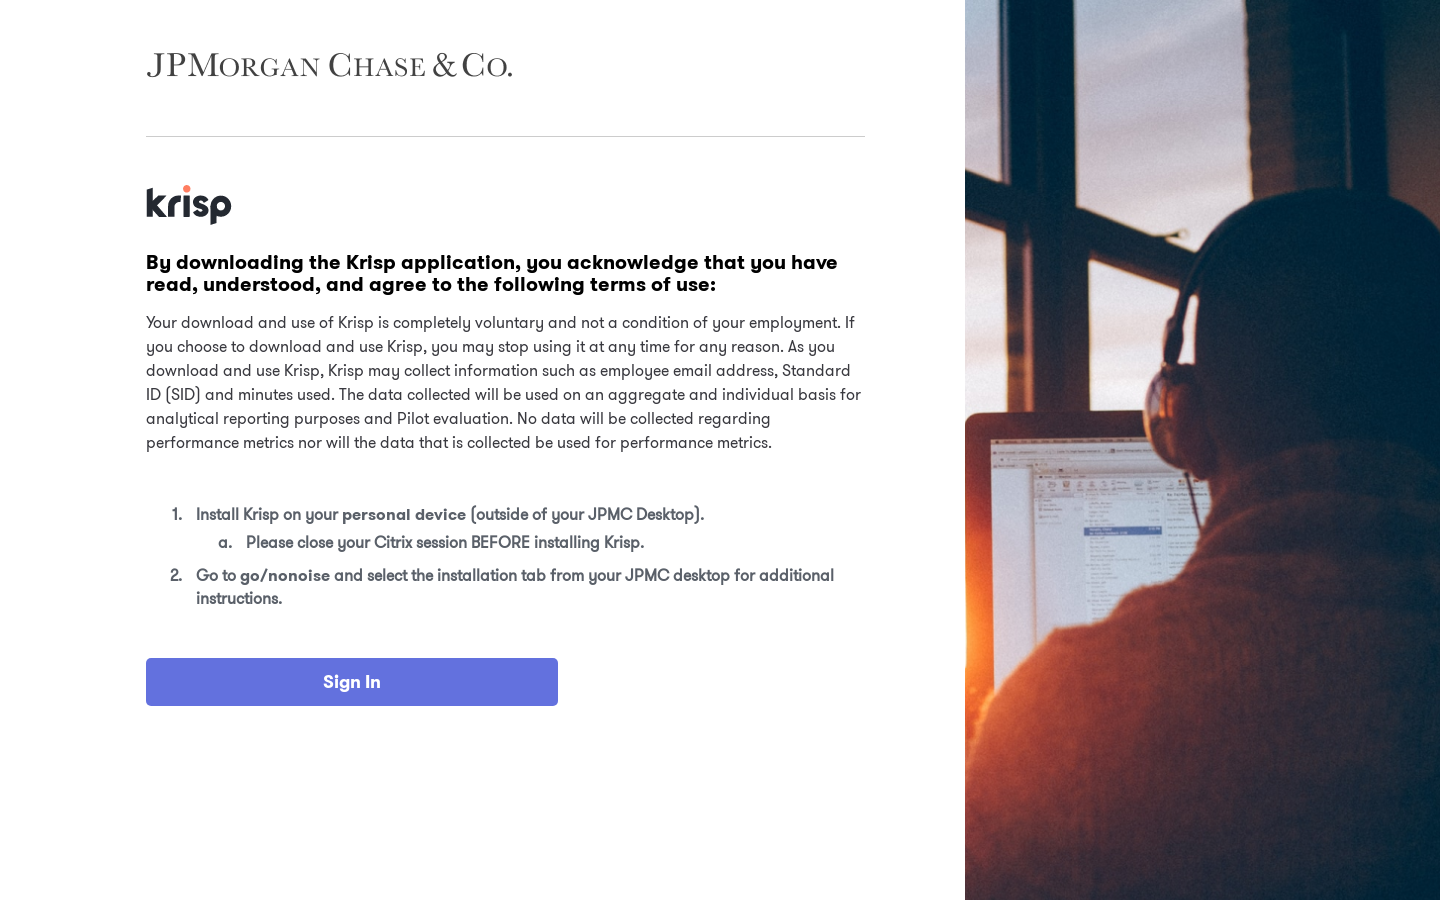 JPMORGAN CHASE & CO.
krisp
By downloading the Krisp application, you acknowledge that you have
read, understood, and agree to the following terms of use:
Your download and use of Krisp is completely voluntary and not a condition of your employment. If
you choose to download and use Krisp, you may stop using it at any time for any reason. As you
download and use Krisp, Krisp may collect information such as employee email address, Standard
ID (SID) and minutes used. The data collected will be used on an aggregate and individual basis for
analytical reporting purposes and Pilot evaluation. No data will be collected regarding
performance metrics nor will the data that is collected be used for performance metrics.
1. Install Krisp on your personal device (outside of your JPMC Desktop).
a. Please close your Citrix session BEFORE installing Krisp.
2. Go to go/nonoise and select the installation tab from your JPMC desktop for additional
instructions.
Sign In